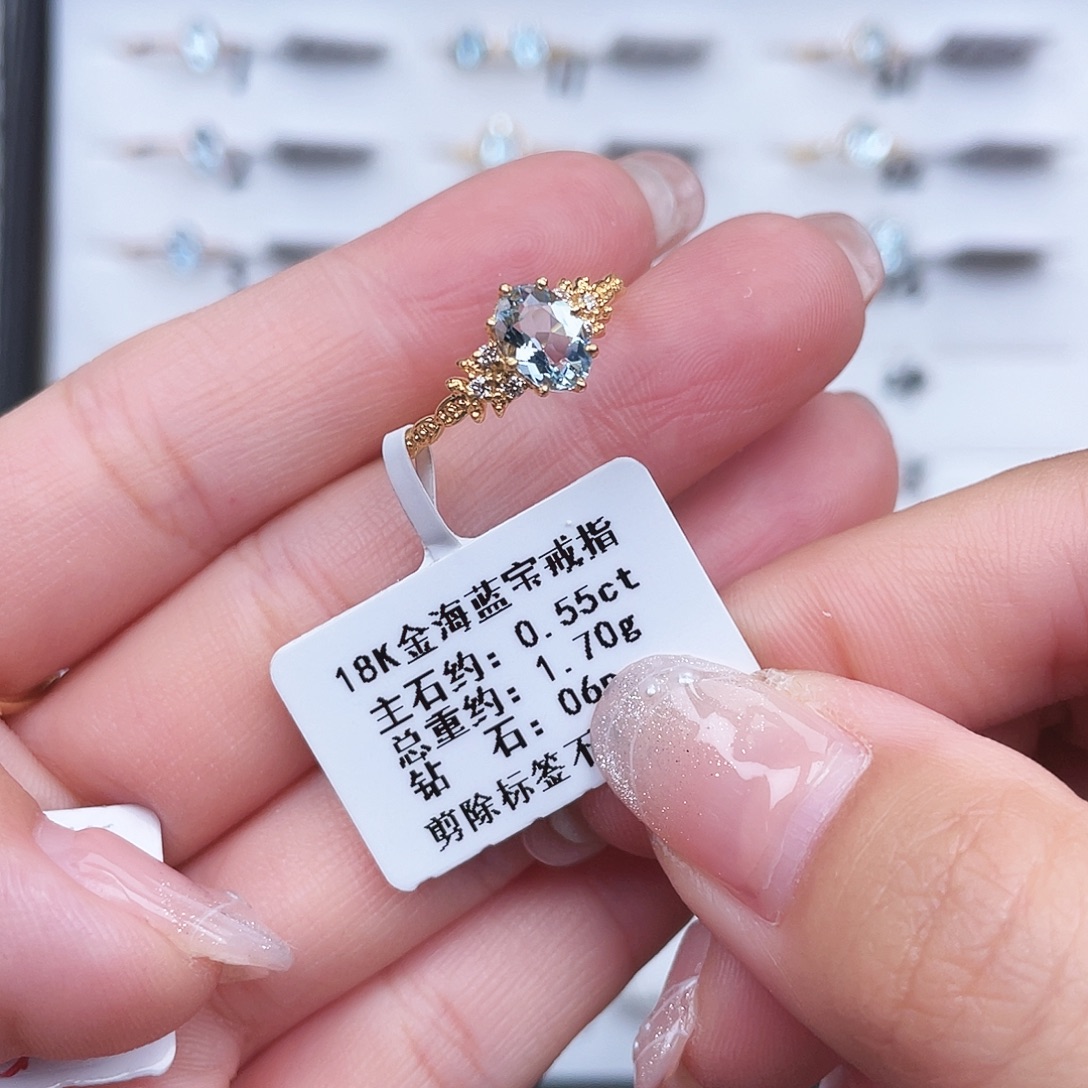 18K金海蓝宝戒指
主石约: 0.55ct
总重约: 1.70g
钻 石: 06
剪除标签不